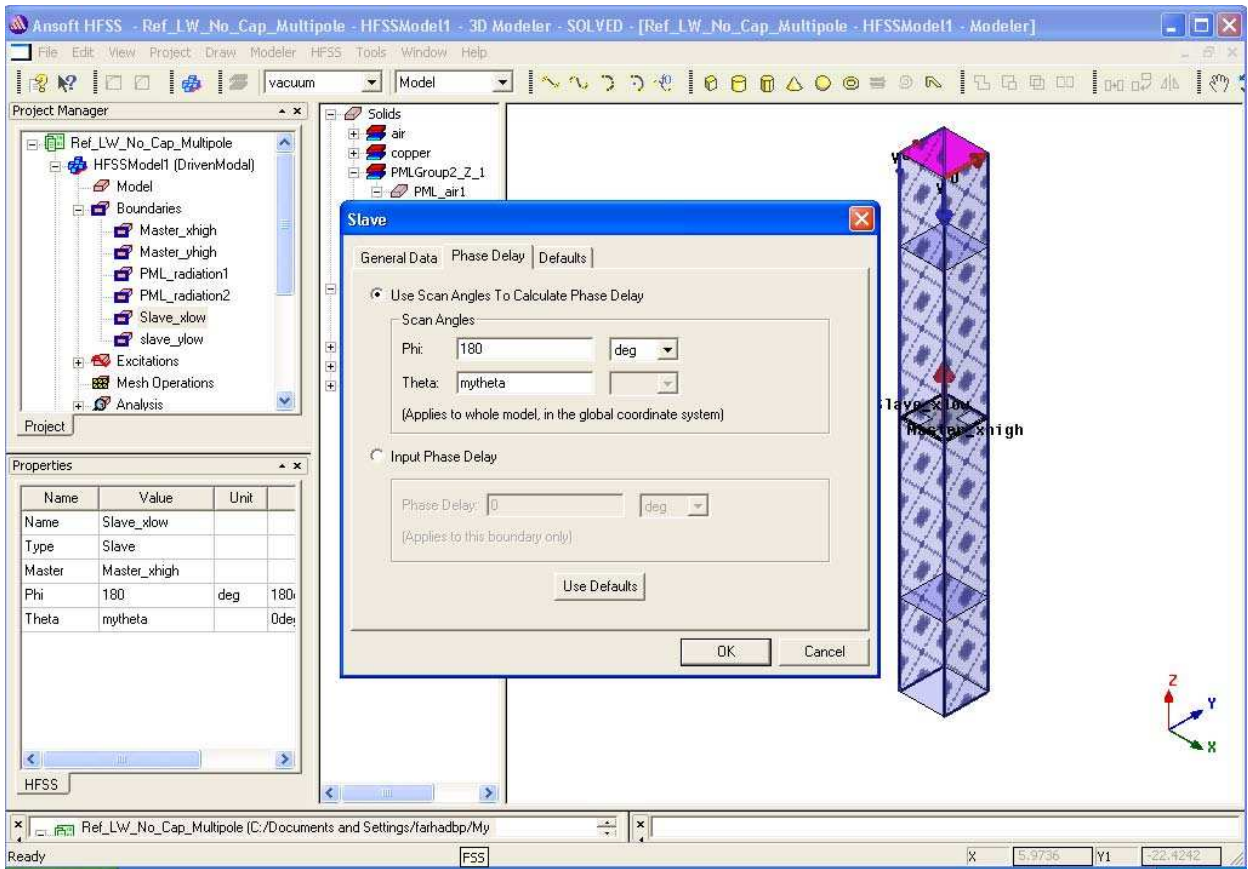 Ansoft HFSS - Ref_LW_No_Cap_Multipole - HFSSModel1 - 3D Modeler - SOLVED - [Ref_LW_No_Cap_Multipole - HFSSModel1 - Modeler]
File Edit View Project Draw Modeler HFSS Tools Window Help
vacuum Model
Project Manager
Ref_LW_No_Cap_Multipole
HFSSModel1 (DrivenModal)
Model
Boundaries
Master_xhigh
Master_yhigh
PML_radiation1
PML_radiation2
Slave_xlow
slave_ylow
Excitations
Mesh Operations
Analysis
Project
Solids
air
copper
PMLGroup2_Z_1
PML_air1
Properties
Name Value Unit
Name Slave_xlow
Type Slave
Master Master_xhigh
Phi 180 deg
Theta mytheta
HFSS
Slave
General Data Phase Delay Defaults
Use Scan Angles To Calculate Phase Delay
Scan Angles
Phi: 180 deg
Theta: mytheta
(Applies to whole model, in the global coordinate system)
Input Phase Delay
Phase Delay: 0 deg
(Applies to this boundary only)
Use Defaults
OK Cancel
Master_xhigh
Z
Y
X
Ref_LW_No_Cap_Multipole (C:/Documents and Settings/farhadbp/My
Ready FSS X 5.9736 Y1 -22.4242